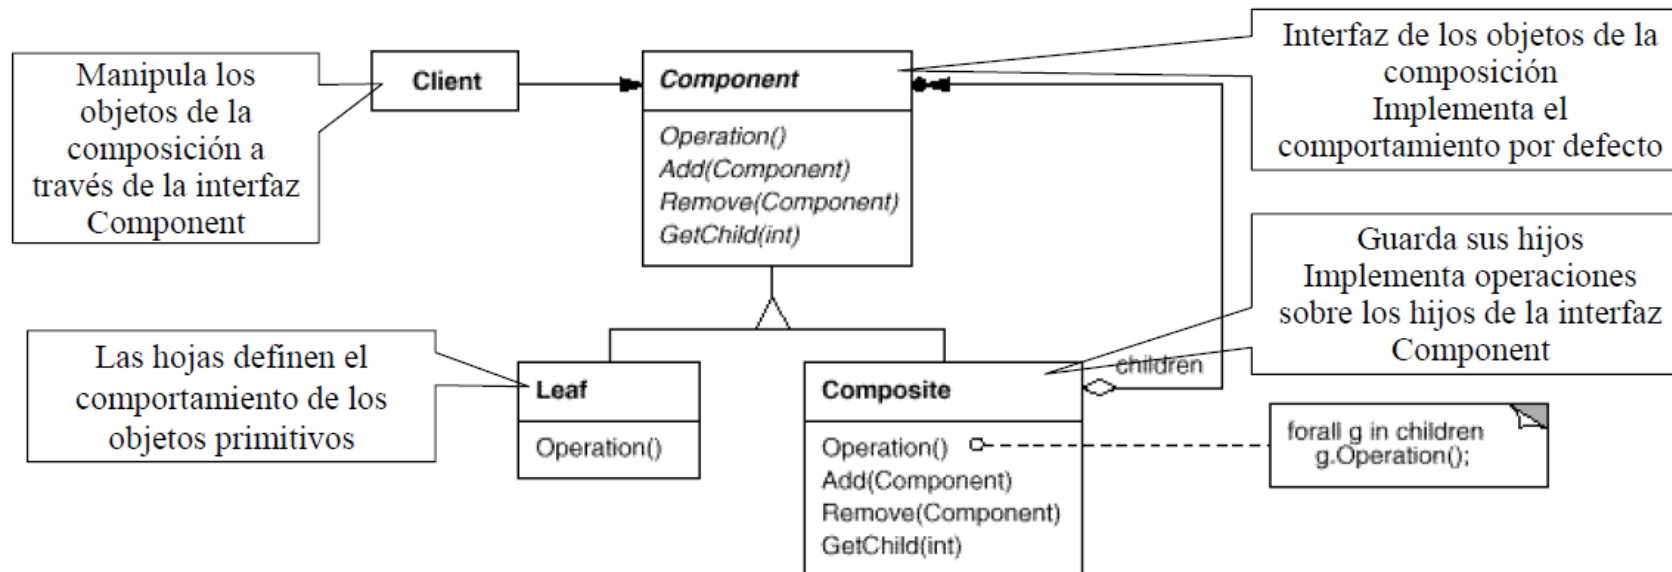 Manipula los
objetos de la
composición a
través de la interfaz
Component
Client
Component
Operation()
Add(Component)
Remove(Component)
GetChild(int)
Interfaz de los objetos de la
composición
Implementa el
comportamiento por defecto
Guarda sus hijos
Implementa operaciones
sobre los hijos de la interfaz
Component
Las hojas definen el
comportamiento de los
objetos primitivos
Leaf
Operation()
Composite
Operation()
Add(Component)
Remove(Component)
GetChild(int)
children
forall g in children
g.Operation();